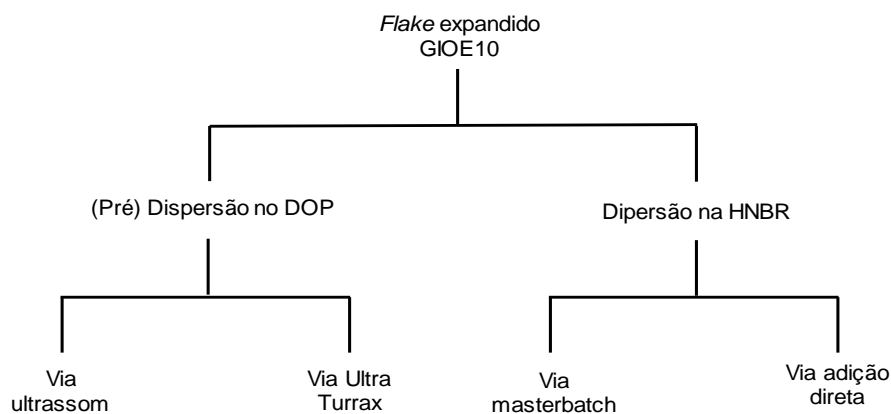 Flake expandido
GIOE10
(Pré) Dispersão no DOP
Dipersão na HNBR
Via
ultrassom
Via Ultra
Turrax
Via
masterbatch
Via adição
direta